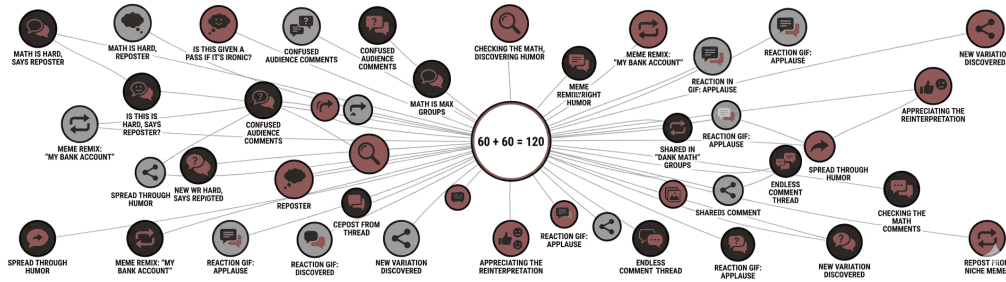 MATH IS HARD,
SAYS REPOSTER
MATH IS HARD,
REPOSTER
IS THIS GIVEN A
PASS IF IT'S IRONIC?
CONFUSED
AUDIENCE COMMENTS
CONFUSED
AUDIENCE
COMMENTS
CHECKING THE MATH,
DISCOVERING HUMOR
MEME REMIX:
"MY BANK ACCOUNT"
REACTION GIF:
APPLAUSE
NEW VARIATION
DISCOVERED
MATH IS MAX
GROUPS
MEME
HUMOR
REACTION IN
GIF: APPLAUSE
APPRECIATING THE
REINTERPRETATION
IS THIS IS
HARD, SAYS
REPOSTER?
CONFUSED
AUDIENCE
COMMENTS
MEME REMIX:
"MY BANK ACCOUNT"
60 + 60 = 120
SHARED IN
"DANK MATH"
GROUPS
REACTION GIF:
APPLAUSE
SPREAD THROUGH
HUMOR
ENDLESS
COMMENT
THREAD
SPREAD THROUGH
HUMOR
NEW WR HARD,
SAYS
REPOSTER
SHAREDS COMMENT
CHECKING THE
MATH
COMMENTS
CEPOST FROM
THREAD
REACTION GIF:
APPLAUSE
SPREAD THROUGH
HUMOR
MEME REMIX: "MY
BANK ACCOUNT"
REACTION GIF:
APPLAUSE
REACTION GIF:
DISCOVERED
NEW VARIATION
DISCOVERED
APPRECIATING THE
REINTERPRETATION
ENDLESS
COMMENT THREAD
REACTION GIF:
APPLAUSE
NEW VARIATION
DISCOVERED
REPOST
NICHE MEME